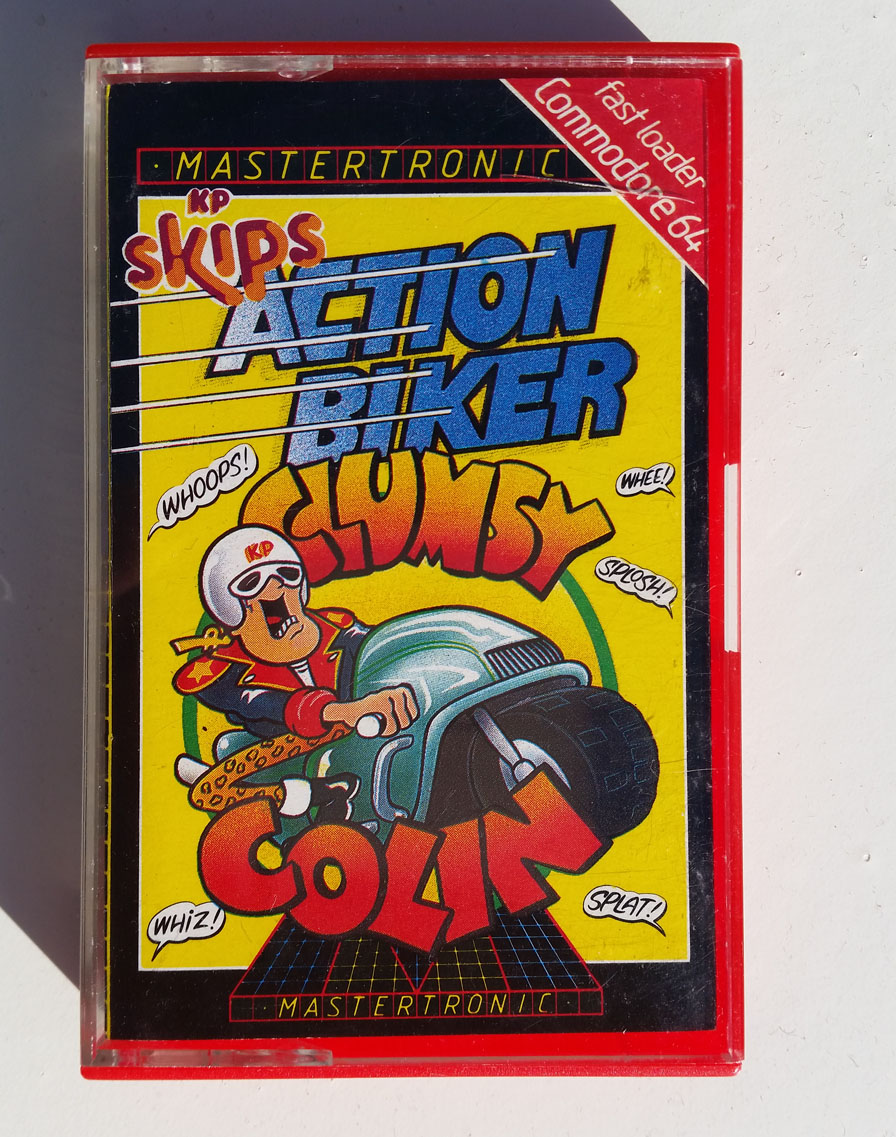 fast loader
Commodore 64
MASTERTRONIC
KP
skips
ACTION
BIKER
CLUMSY
WHOOPS!
WHEE!
KP
SPLOSH!
COLIN
WHIZ!
SPLAT!
MASTERTRONIC